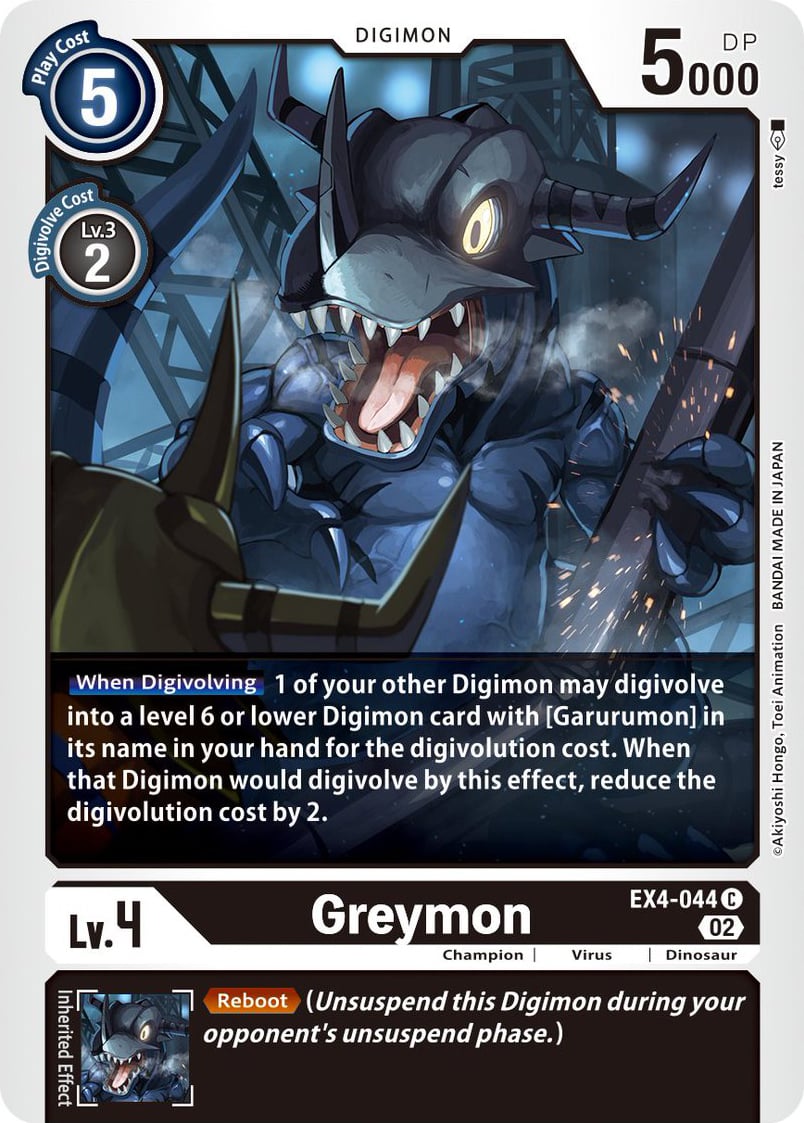 DIGIMON
Play Cost
5
5000
DP
tessy
Digivolve Cost
Lv.3
2
©Akiyoshi Hongo, Toei Animation BANDAI MADE IN JAPAN
When Digivolving 1 of your other Digimon may digivolve
into a level 6 or lower Digimon card with [Garurumon] in
its name in your hand for the digivolution cost. When
that Digimon would digivolve by this effect, reduce the
digivolution cost by 2.
Lv.4
Greymon
EX4-044 C
02
Champion | Virus | Dinosaur
Inherited Effect
Reboot (Unsuspend this Digimon during your
opponent's unsuspend phase.)